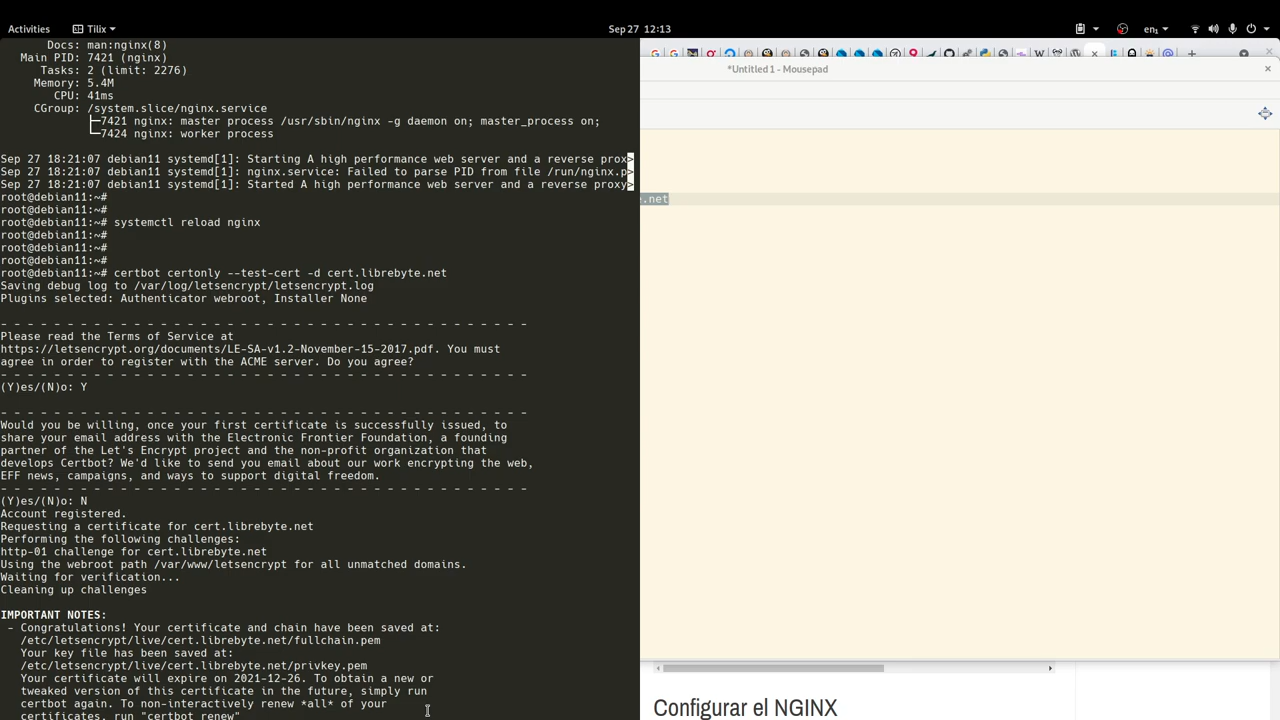 Activities Tilix Sep 27 12:13 en₁
Docs: man:nginx(8)
Main PID: 7421 (nginx)
Tasks: 2 (limit: 2276)
Memory: 5.4M
CPU: 41ms
CGroup: /system.slice/nginx.service
├─7421 nginx: master process /usr/sbin/nginx -g daemon on; master_process on;
└─7424 nginx: worker process
Sep 27 18:21:07 debian11 systemd[1]: Starting A high performance web server and a reverse prox>
Sep 27 18:21:07 debian11 systemd[1]: nginx.service: Failed to parse PID from file /run/nginx.p>
Sep 27 18:21:07 debian11 systemd[1]: Started A high performance web server and a reverse proxy>
root@debian11:~#
root@debian11:~#
root@debian11:~# systemctl reload nginx
root@debian11:~#
root@debian11:~#
root@debian11:~#
root@debian11:~# certbot certonly --test-cert -d cert.librebyte.net
Saving debug log to /var/log/letsencrypt/letsencrypt.log
Plugins selected: Authenticator webroot, Installer None
- - - - - - - - - - - - - - - - - - - - - - - - - - - - - - - - - - - - - - - -
Please read the Terms of Service at
https://letsencrypt.org/documents/LE-SA-v1.2-November-15-2017.pdf. You must
agree in order to register with the ACME server. Do you agree?
- - - - - - - - - - - - - - - - - - - - - - - - - - - - - - - - - - - - - - - -
(Y)es/(N)o: Y
- - - - - - - - - - - - - - - - - - - - - - - - - - - - - - - - - - - - - - - -
Would you be willing, once your first certificate is successfully issued, to
share your email address with the Electronic Frontier Foundation, a founding
partner of the Let's Encrypt project and the non-profit organization that
develops Certbot? We'd like to send you email about our work encrypting the web,
EFF news, campaigns, and ways to support digital freedom.
- - - - - - - - - - - - - - - - - - - - - - - - - - - - - - - - - - - - - - - -
(Y)es/(N)o: N
Account registered.
Requesting a certificate for cert.librebyte.net
Performing the following challenges:
http-01 challenge for cert.librebyte.net
Using the webroot path /var/www/letsencrypt for all unmatched domains.
Waiting for verification...
Cleaning up challenges
IMPORTANT NOTES:
- Congratulations! Your certificate and chain have been saved at:
/etc/letsencrypt/live/cert.librebyte.net/fullchain.pem
Your key file has been saved at:
/etc/letsencrypt/live/cert.librebyte.net/privkey.pem
Your certificate will expire on 2021-12-26. To obtain a new or
tweaked version of this certificate in the future, simply run
certbot again. To non-interactively renew *all* of your
certificates, run "certbot renew"
*Untitled 1 - Mousepad
.net
Configurar el NGINX